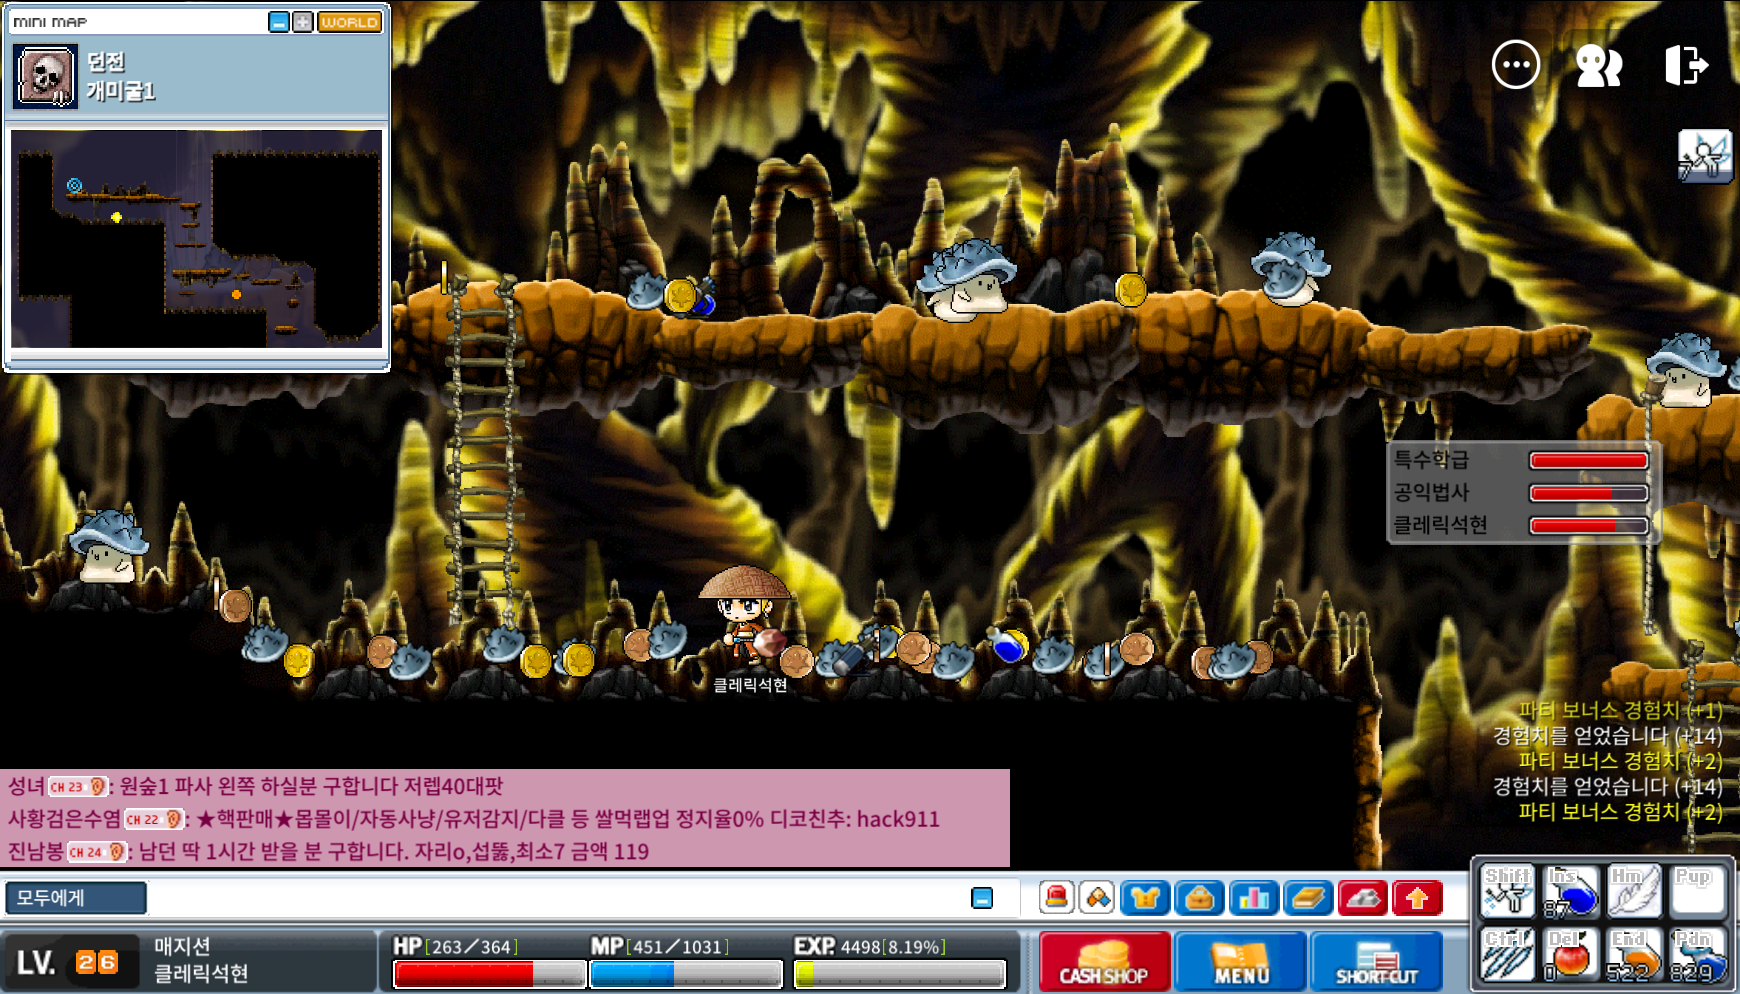 MINI MAP
WORLD
던전
개미굴1
7
특수학급
공익법사
클레릭석현
클레릭석현
파티 보너스 경험치 (+1)
경험치를 얻었습니다 (+14)
파티 보너스 경험치 (+2)
경험치를 얻었습니다 (+14)
파티 보너스 경험치 (+2)
성녀 CH 23 : 원숲1 파사 왼쪽 하실분 구합니다 저렙40대팟
사황검은수염 CH 22 : ★핵판매★몹몰이/자동사냥/유저감지/다클 등 쌀먹랩업 정지율0% 디코친추: hack911
진남봉 CH 24 : 남던 딱 1시간 받을 분 구합니다. 자리o,섭뚫,최소7 금액 119
모두에게
LV. 26
매지션
클레릭석현
HP[263/364]
MP[451/1031]
EXP. 4498[8.19%]
CASH SHOP
MENU
SHORT CUT
Shift Ins Hm Pup
87
Ctrl Del End Pdn
0 522 829